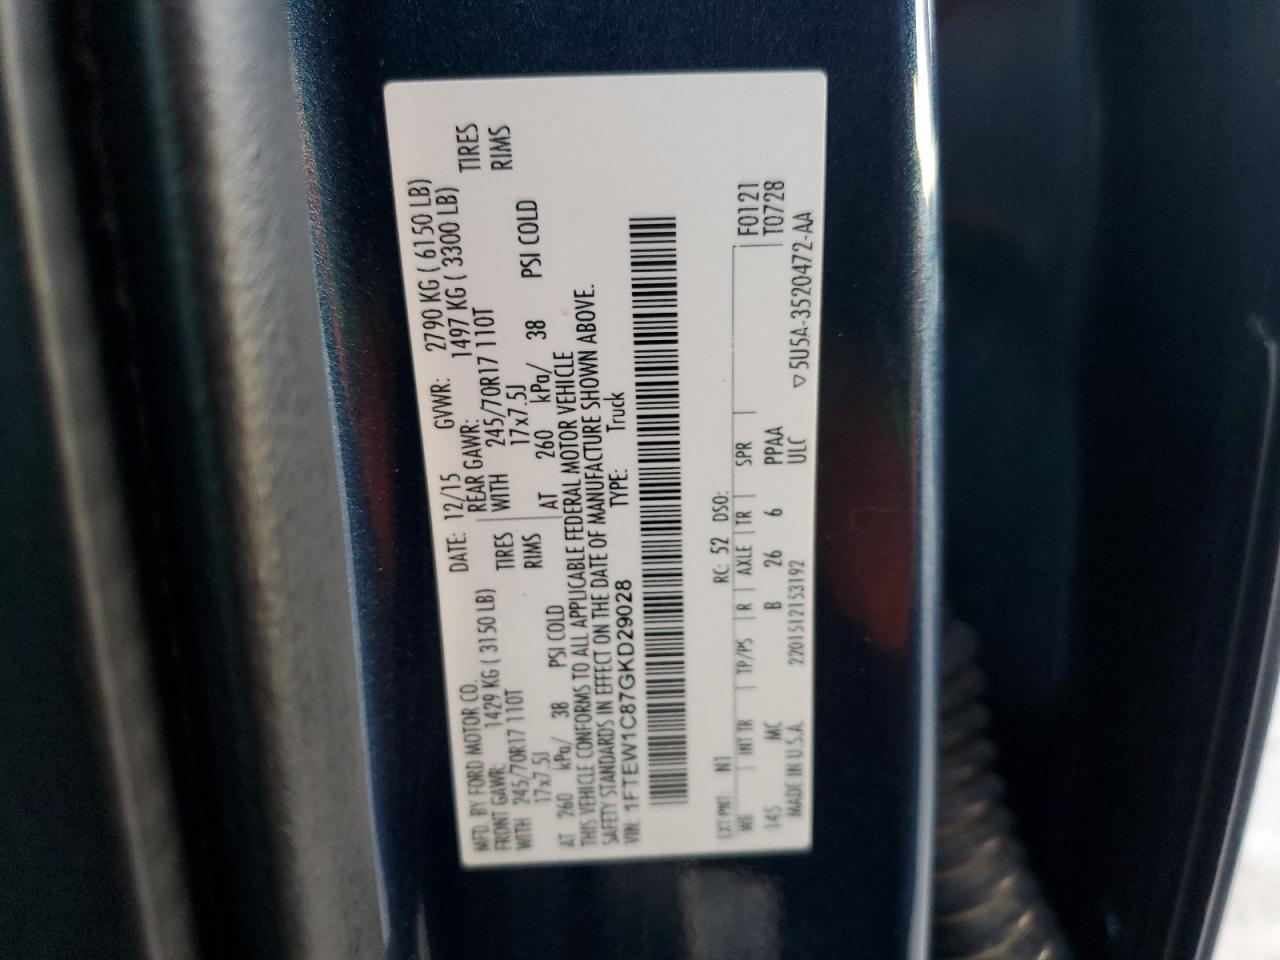 MFD. BY FORD MOTOR CO.
DATE: 12/15 GVWR: 2790 KG ( 6150 LB)
FRONT GAWR: 1429 KG ( 3150 LB) REAR GAWR: 1497 KG ( 3300 LB)
WITH 245/70R17 110T TIRES WITH 245/70R17 110T TIRES
17x7.5J RIMS 17x7.5J RIMS
AT 260 kPa/ 38 PSI COLD AT 260 kPa/ 38 PSI COLD
THIS VEHICLE CONFORMS TO ALL APPLICABLE FEDERAL MOTOR VEHICLE
SAFETY STANDARDS IN EFFECT ON THE DATE OF MANUFACTURE SHOWN ABOVE.
VIN: 1FTEW1C87GKD29028 TYPE: Truck
EXT PNT: N1 RC: 52 DSO:
WB INT TR TP/PS R AXLE TR SPR F0121
145 MC B 26 6 PPAA T0728
MADE IN U.S.A. 2201512153192 ULC
▽5U5A-3520472-AA